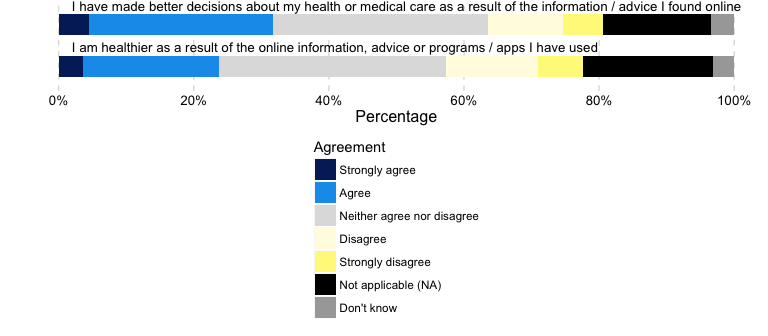 I have made better decisions about my health or medical care as a result of the information / advice I found online
I am healthier as a result of the online information, advice or programs / apps I have used
0% 20% 40% 60% 80% 100%
Percentage
Agreement
Strongly agree
Agree
Neither agree nor disagree
Disagree
Strongly disagree
Not applicable (NA)
Don't know